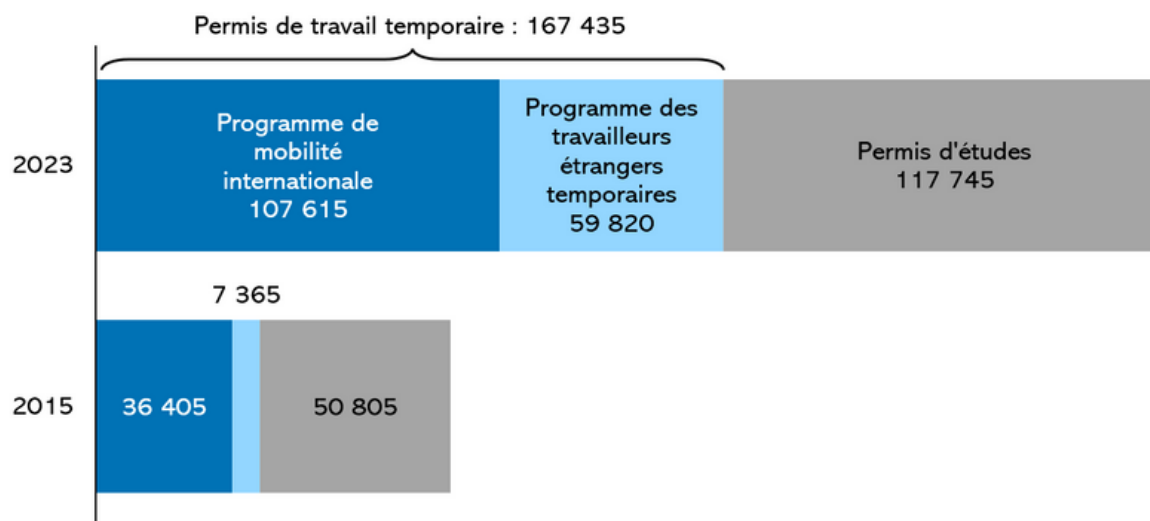 Permis de travail temporaire : 167 435
2023
Programme de
mobilité
internationale
107 615
Programme des
travailleurs
étrangers
temporaires
59 820
Permis d'études
117 745
7 365
2015
36 405
50 805